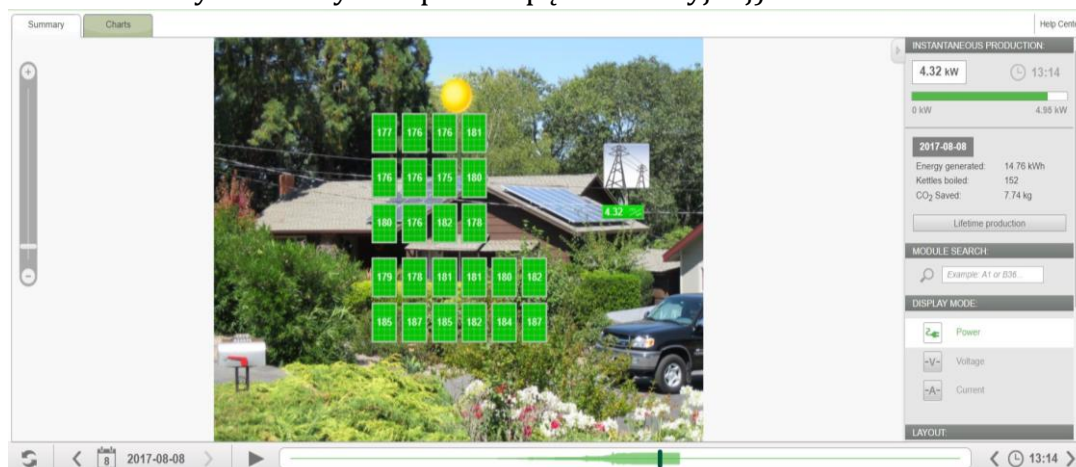 Summary Charts Help Cent
INSTANTANEOUS PRODUCTION:
4.32 kW 13:14
0 kW 4.95 kW
2017-08-08
Energy generated: 14.76 kWh
Kettles boiled: 152
CO2 Saved: 7.74 kg
Lifetime production
MODULE SEARCH:
Example: A1 or B36...
DISPLAY MODE:
Power
-V- Voltage
-A- Current
LAYOUT:
177 176 176 181
176 176 175 180
180 176 182 178
179 178 181 181 180 182
185 187 185 182 184 187
4.32
8 2017-08-08 13:14